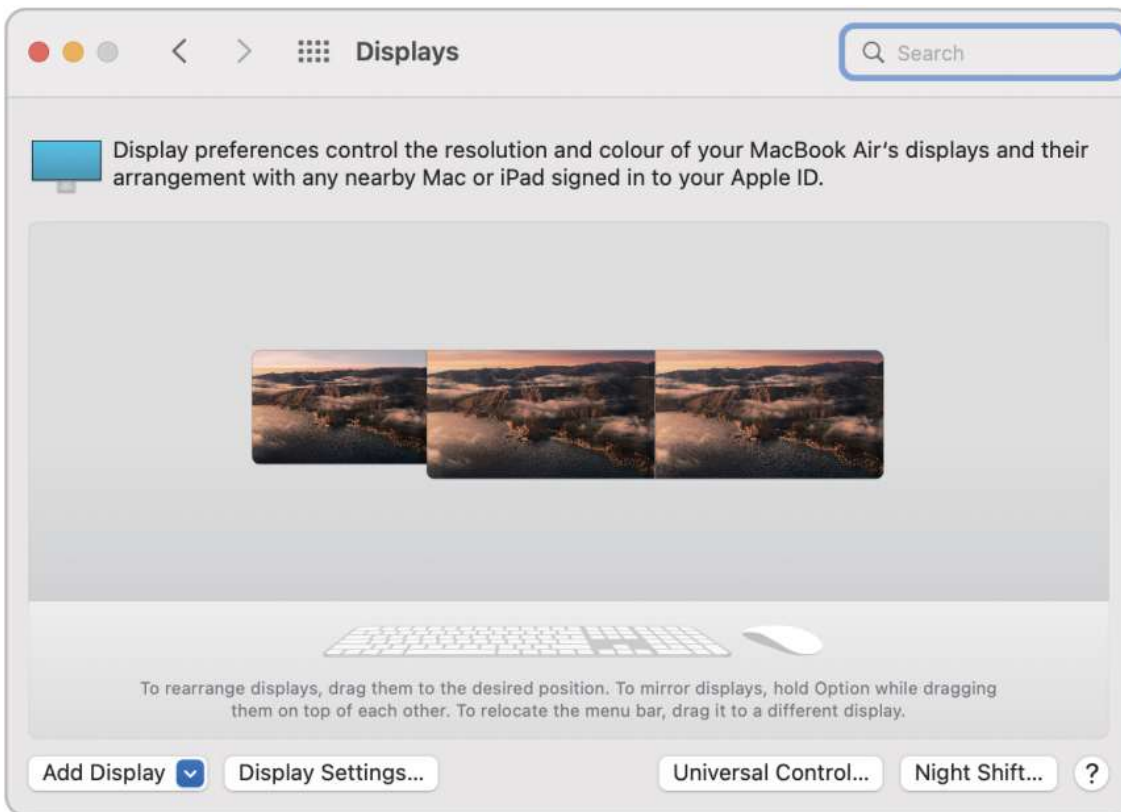 Displays
Search
Display preferences control the resolution and colour of your MacBook Air's displays and their
arrangement with any nearby Mac or iPad signed in to your Apple ID.
To rearrange displays, drag them to the desired position. To mirror displays, hold Option while dragging
them on top of each other. To relocate the menu bar, drag it to a different display.
Add Display
Display Settings...
Universal Control...
Night Shift...
?